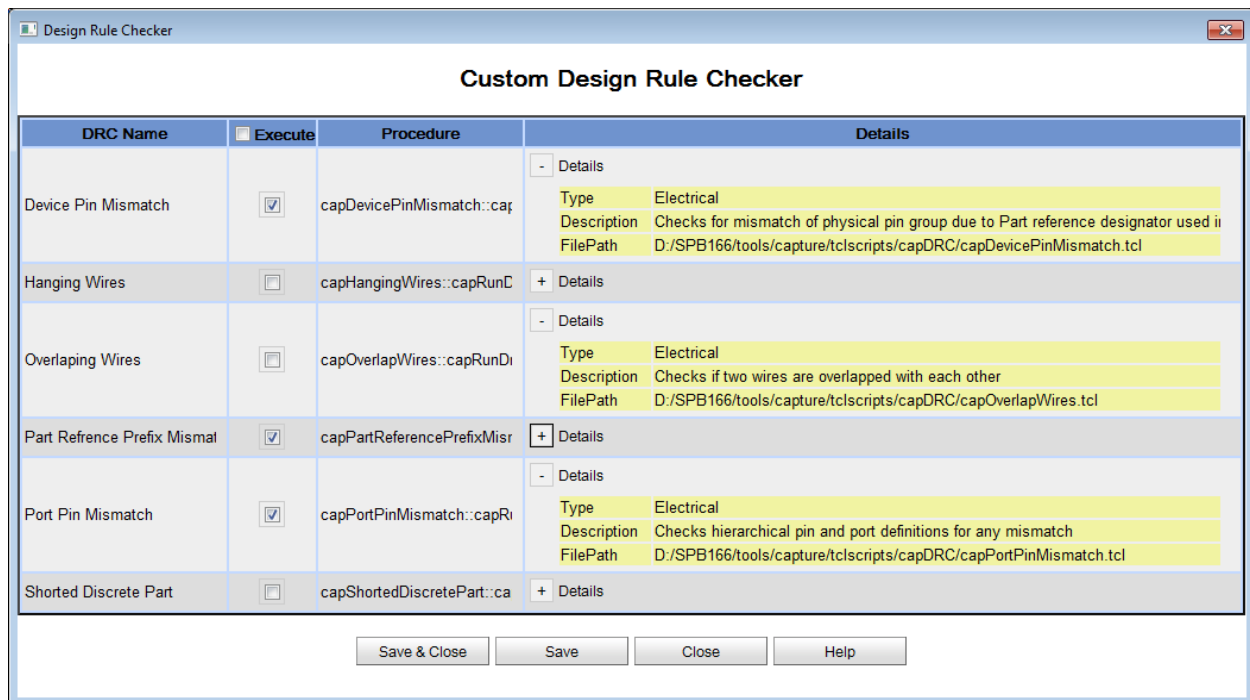 Design Rule Checker
Custom Design Rule Checker
DRC Name Execute Procedure Details
- Details
Device Pin Mismatch capDevicePinMismatch::cap
Type Electrical
Description Checks for mismatch of physical pin group due to Part reference designator used i
FilePath D:/SPB166/tools/capture/tclscripts/capDRC/capDevicePinMismatch.tcl
Hanging Wires capHangingWires::capRunD + Details
- Details
Overlaping Wires capOverlapWires::capRunD
Type Electrical
Description Checks if two wires are overlapped with each other
FilePath D:/SPB166/tools/capture/tclscripts/capDRC/capOverlapWires.tcl
Part Refrence Prefix Mismat capPartReferencePrefixMisr + Details
- Details
Port Pin Mismatch capPortPinMismatch::capR
Type Electrical
Description Checks hierarchical pin and port definitions for any mismatch
FilePath D:/SPB166/tools/capture/tclscripts/capDRC/capPortPinMismatch.tcl
Shorted Discrete Part capShortedDiscretePart::ca + Details
Save & Close Save Close Help